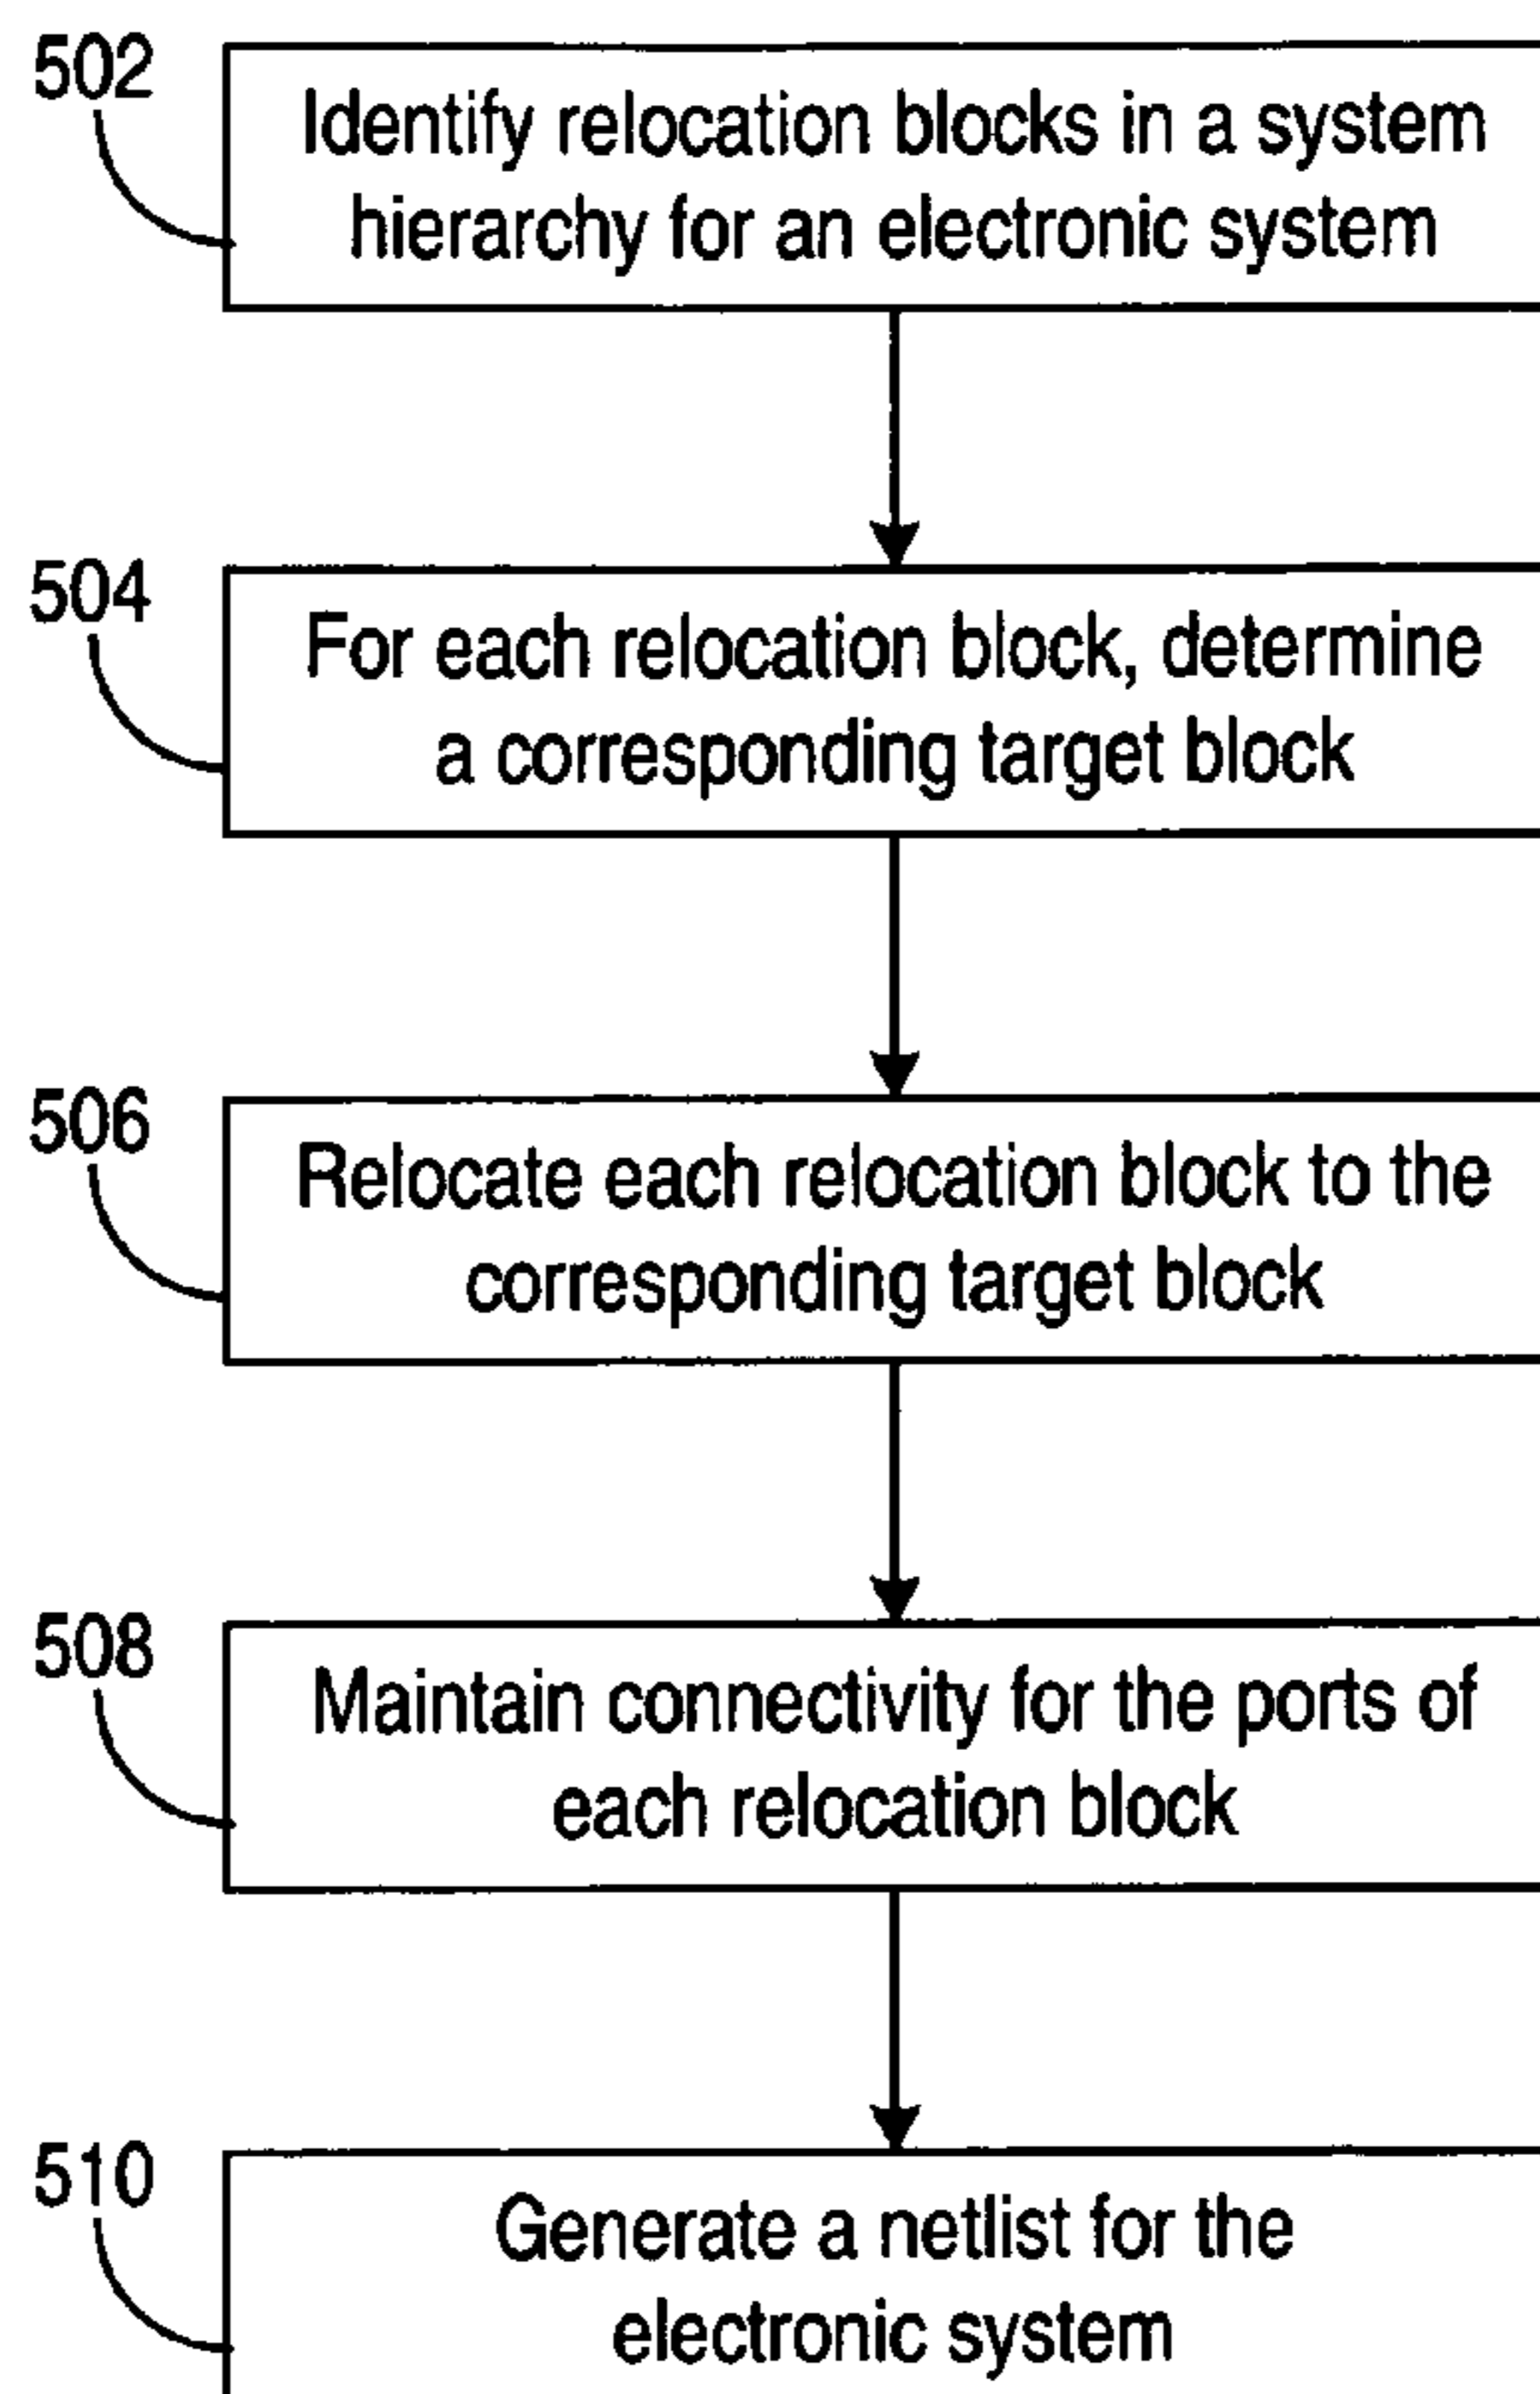 502
Identify relocation blocks in a system
hierarchy for an electronic system
504
For each relocation block, determine
a corresponding target block
506
Relocate each relocation block to the
corresponding target block
508
Maintain connectivity for the ports of
each relocation block
510
Generate a netlist for the
electronic system